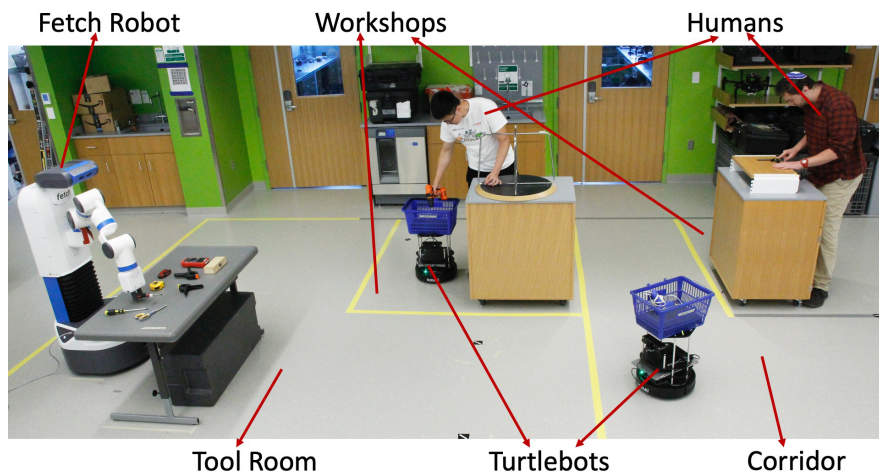 Fetch Robot
Workshops
Humans
fetch
Tool Room
Turtlebots
Corridor